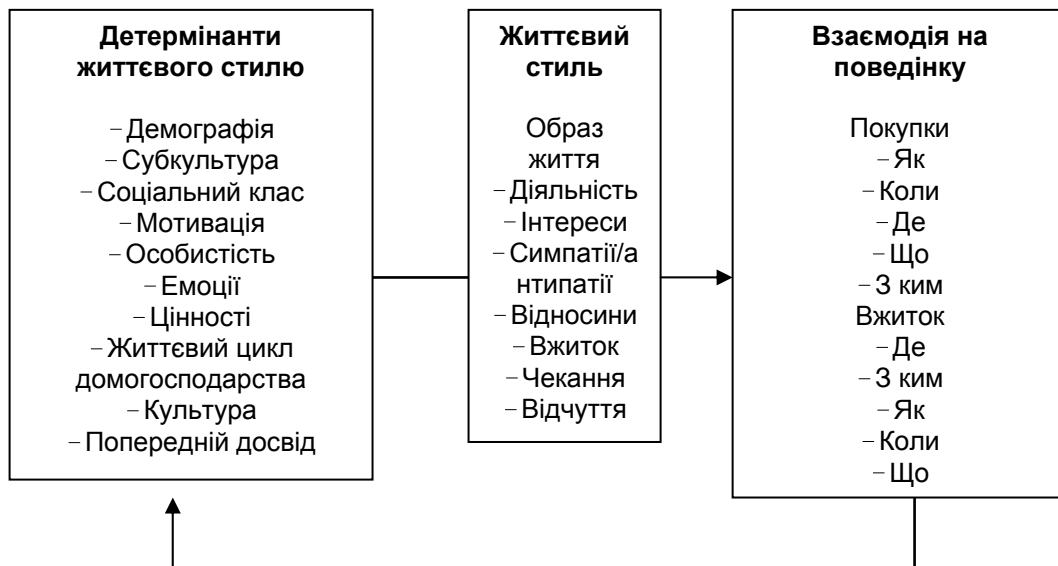 Детермінанти
життєвого стилю
– Демографія
– Субкультура
– Соціальний клас
– Мотивація
– Особистість
– Емоції
– Цінності
– Життєвий цикл
домогосподарства
– Культура
– Попередній досвід
Життєвий
стиль
Образ
життя
– Діяльність
– Інтереси
– Симпатії/а
нтипатії
– Відносини
– Вжиток
– Чекання
– Відчуття
Взаємодія на
поведінку
Покупки
– Як
– Коли
– Де
– Що
– З ким
Вжиток
– Де
– З ким
– Як
– Коли
– Що